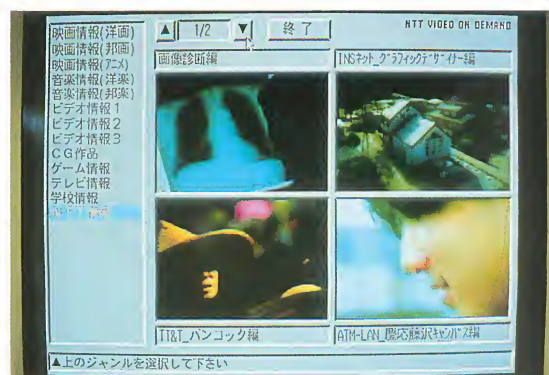 映画情報(洋画)
映画情報(邦画)
映画情報(アニメ)
音楽情報(洋楽)
音楽情報(邦楽)
ビデオ情報1
ビデオ情報2
ビデオ情報3
CG作品
ゲーム情報
テレビ情報
学校情報
▲ 1/2 ▼ 終了
NTT VIDEO ON DEMAND
画像診断編
INSネット_グラフィックデザイナー編
TT&T_バンコック編
ATM-LAN_慶応藤沢キャンパス編
▲上のジャンルを選択して下さい